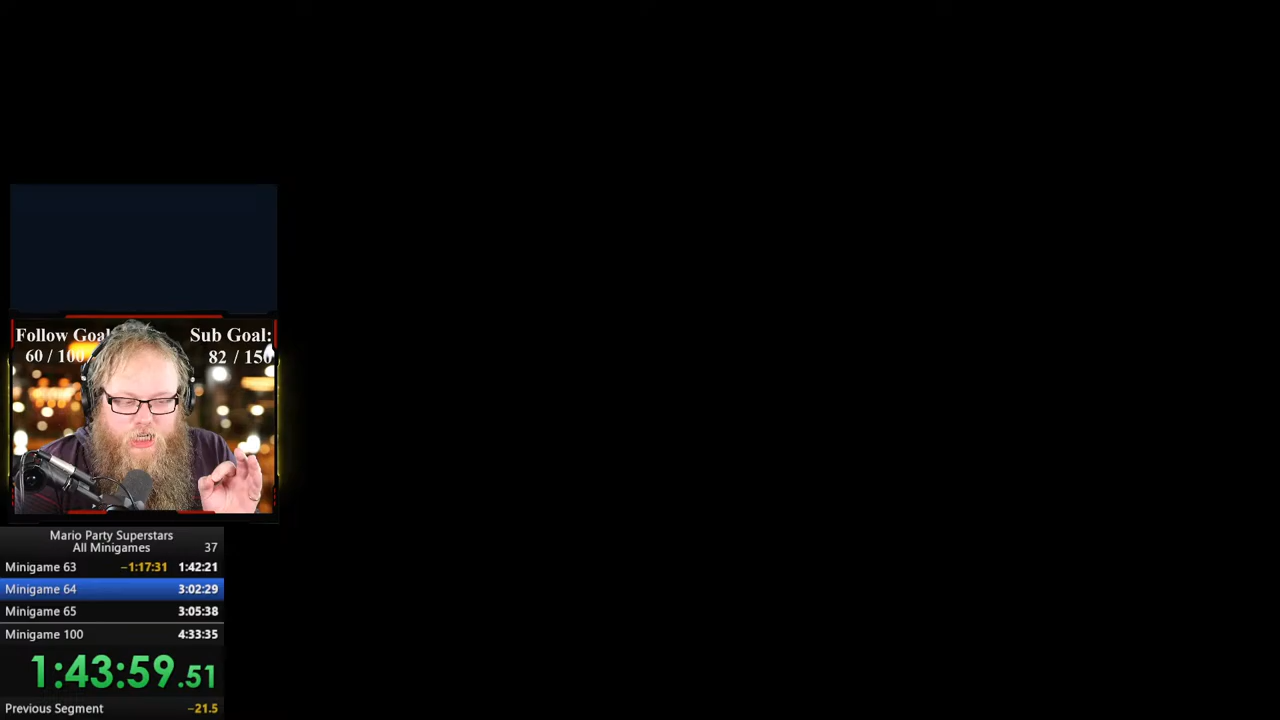 Follow Goal
Sub Goal:
60 / 100
82 / 150
Mario Party Superstars
All Minigames 37
Minigame 63 −1:17:31 1:42:21
Minigame 64 3:02:29
Minigame 65 3:05:38
Minigame 100 4:33:35
1:43:59.51
Previous Segment −21.5